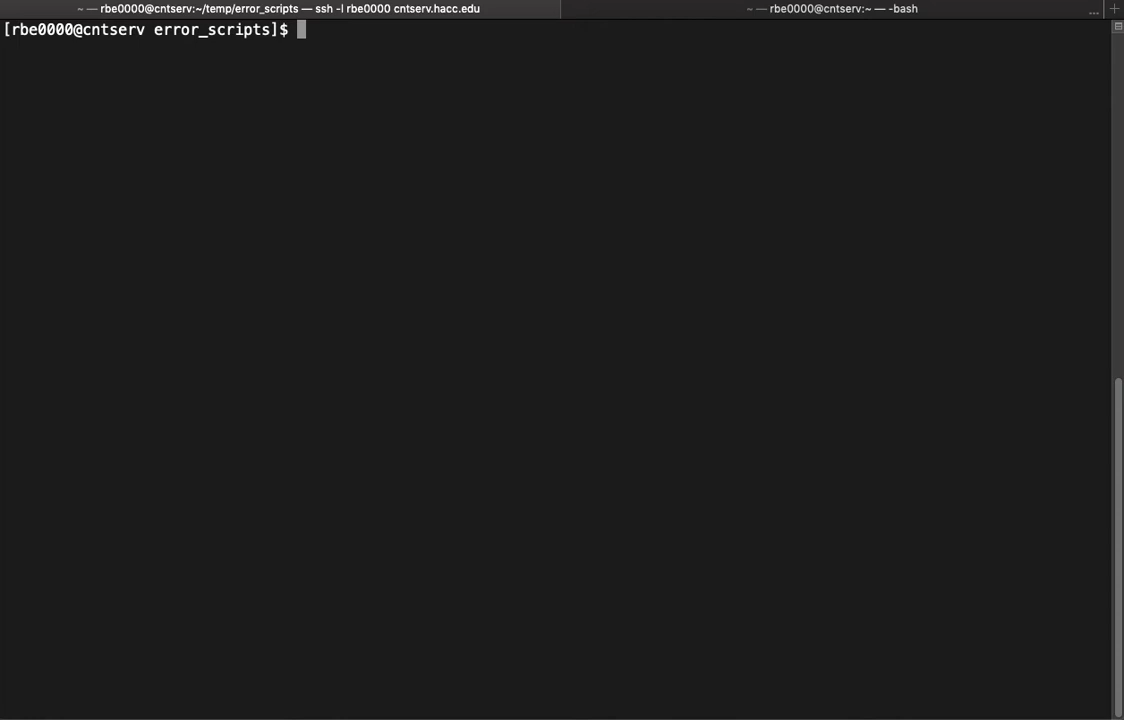 ~ — rbe0000@cntserv:~/temp/error_scripts — ssh -l rbe0000 cntserv.hacc.edu
~ — rbe0000@cntserv:~ — -bash
... +
[rbe0000@cntserv error_scripts]$